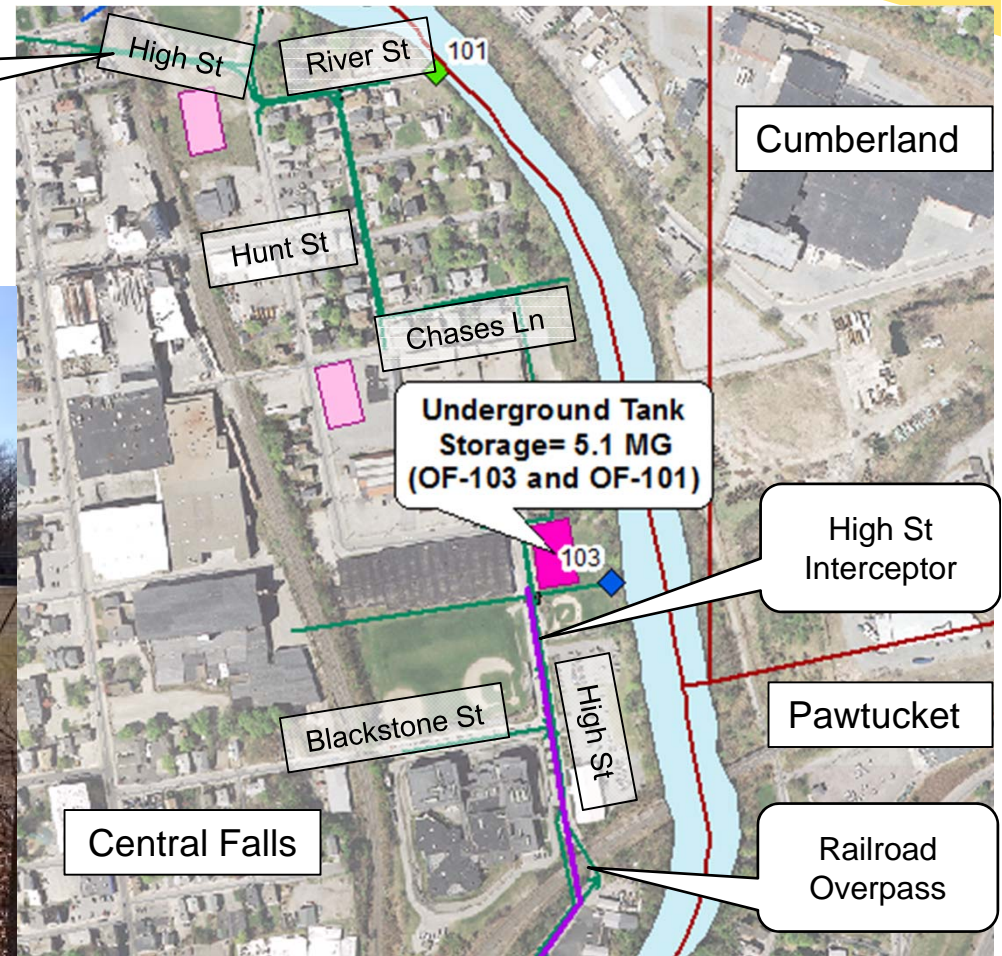 High St
River St
101
Cumberland
Hunt St
Chases Ln
Underground Tank
Storage= 5.1 MG
(OF-103 and OF-101)
103
High St
Interceptor
High St
Blackstone St
Pawtucket
Central Falls
Railroad
Overpass